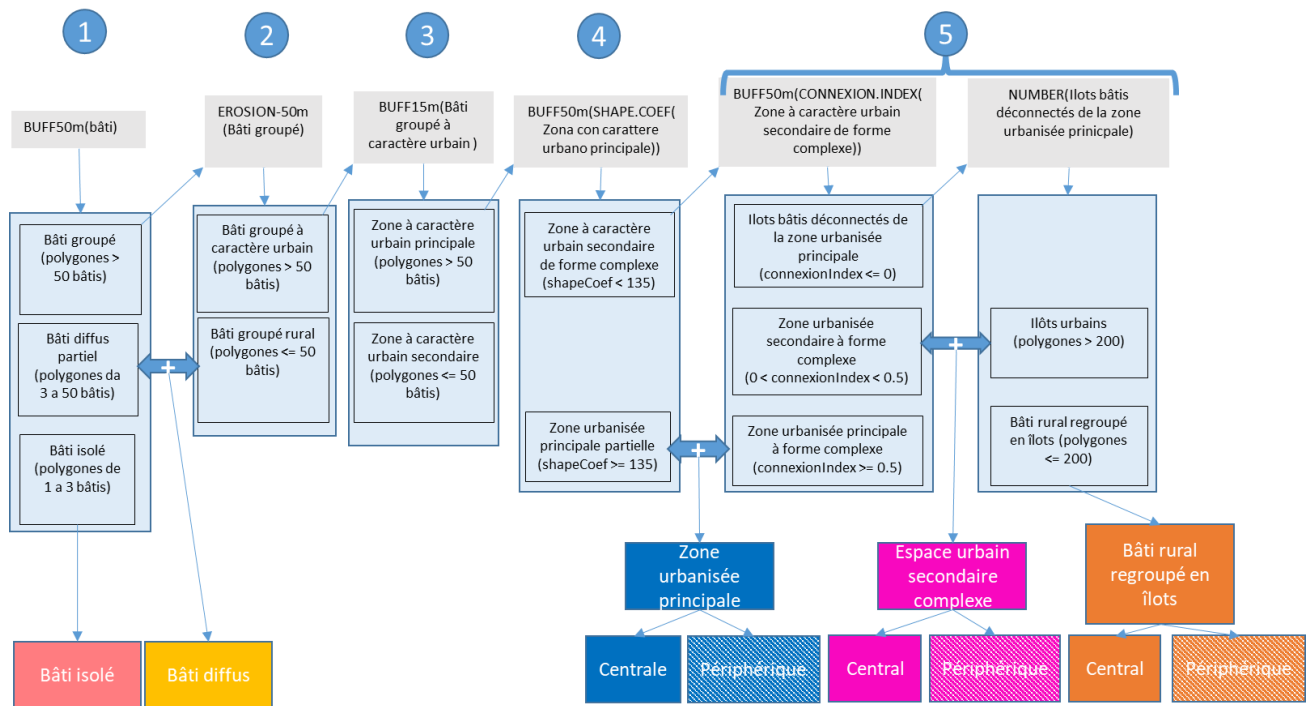 1
2
3
4
5
BUFF50m(bâti)
EROSION-50m
(Bâti groupé)
BUFF15m(Bâti
groupé à
caractère urbain )
BUFF50m(SHAPE.COEF(
Zona con carattere
urbano principale))
BUFF50m(CONNEXION.INDEX(
Zone à caractère urbain
secondaire de forme
complexe))
NUMBER(Ilots bâtis
déconnectés de la zone
urbanisée prinicpale)
Bâti groupé
(polygones >
50 bâtis)
Bâti diffus
partiel
(polygones da
3 a 50 bâtis)
Bâti isolé
(polygones de
1 a 3 bâtis)
+
Bâti groupé à
caractère urbain
(polygones > 50
bâtis)
Bâti groupé rural
(polygones <= 50
bâtis)
Zone à caractère
urbain principale
(polygones > 50
bâtis)
Zone à caractère
urbain secondaire
(polygones <= 50
bâtis)
Zone à caractère
urbain secondaire
de forme complexe
(shapeCoef < 135)
Zone urbanisée
principale partielle
(shapeCoef >= 135)
+
Ilots bâtis déconnectés de
la zone urbanisée
principale
(connexionIndex <= 0)
Zone urbanisée
secondaire à forme
complexe
(0 < connexionIndex < 0.5)
Zone urbanisée principale
à forme complexe
(connexionIndex >= 0.5)
+
Ilôts urbains
(polygones > 200)
Bâti rural regroupé
en îlots (polygones
<= 200)
Zone
urbanisée
principale
Espace urbain
secondaire
complexe
Bâti rural
regroupé en
îlots
Bâti isolé
Bâti diffus
Centrale
Périphérique
Central
Périphérique
Central
Périphérique